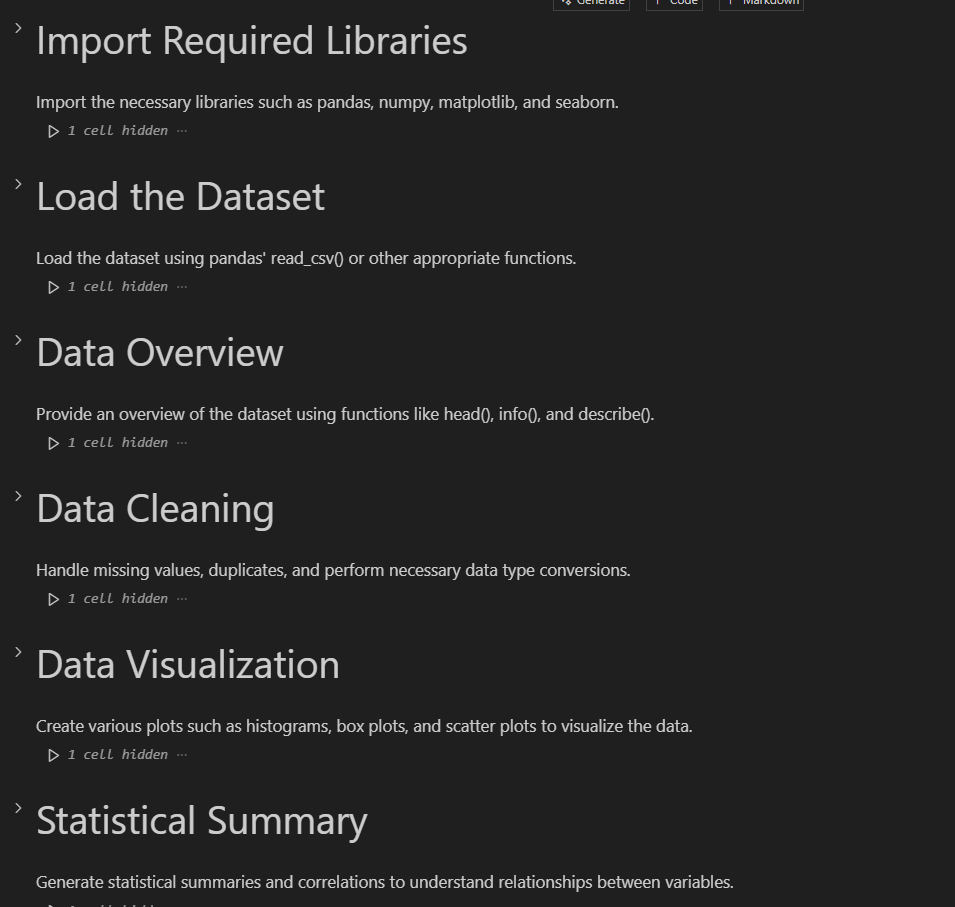 Generate Code Markdown
Import Required Libraries
Import the necessary libraries such as pandas, numpy, matplotlib, and seaborn.
1 cell hidden ···
Load the Dataset
Load the dataset using pandas' read_csv() or other appropriate functions.
1 cell hidden ···
Data Overview
Provide an overview of the dataset using functions like head(), info(), and describe().
1 cell hidden ···
Data Cleaning
Handle missing values, duplicates, and perform necessary data type conversions.
1 cell hidden ···
Data Visualization
Create various plots such as histograms, box plots, and scatter plots to visualize the data.
1 cell hidden ···
Statistical Summary
Generate statistical summaries and correlations to understand relationships between variables.